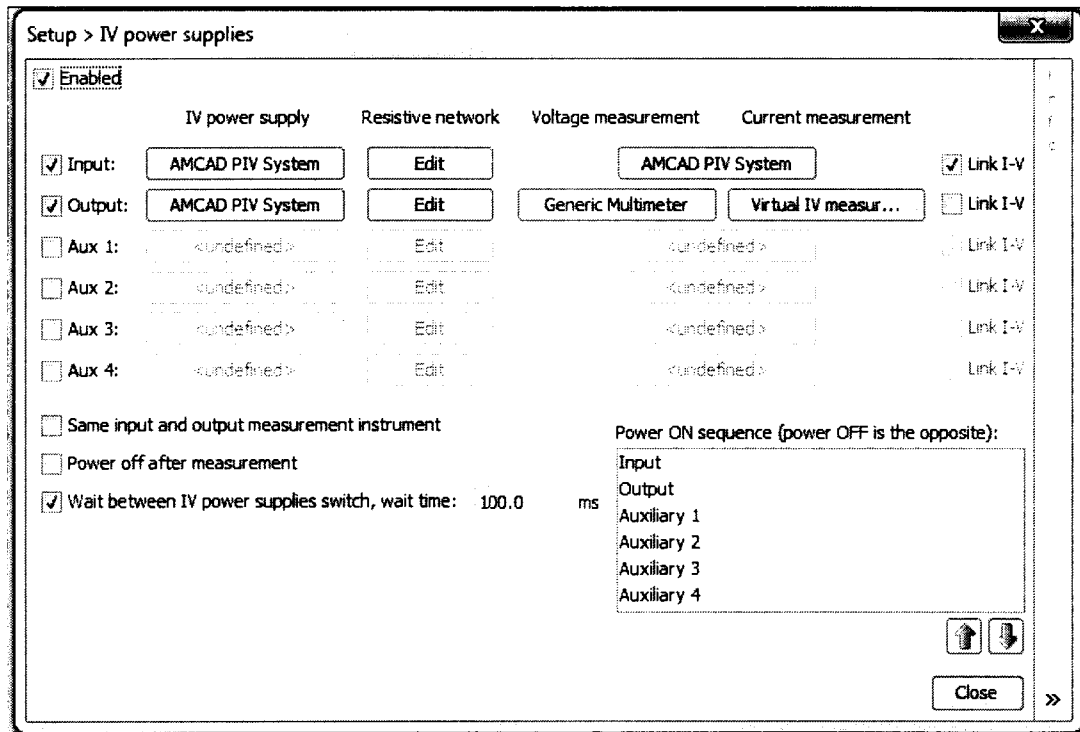 Setup > IV power supplies
Enabled
IV power supply Resistive network Voltage measurement Current measurement
Input: AMCAD PIV System Edit AMCAD PIV System Link I-V
Output: AMCAD PIV System Edit Generic Multimeter Virtual IV measur... Link I-V
Aux 1: <undefined> Edit <undefined> Link I-V
Aux 2: <undefined> Edit <undefined> Link I-V
Aux 3: <undefined> Edit <undefined> Link I-V
Aux 4: <undefined> Edit <undefined> Link I-V
Same input and output measurement instrument
Power off after measurement
Wait between IV power supplies switch, wait time: 100.0 ms
Power ON sequence (power OFF is the opposite):
Input
Output
Auxiliary 1
Auxiliary 2
Auxiliary 3
Auxiliary 4
Close »